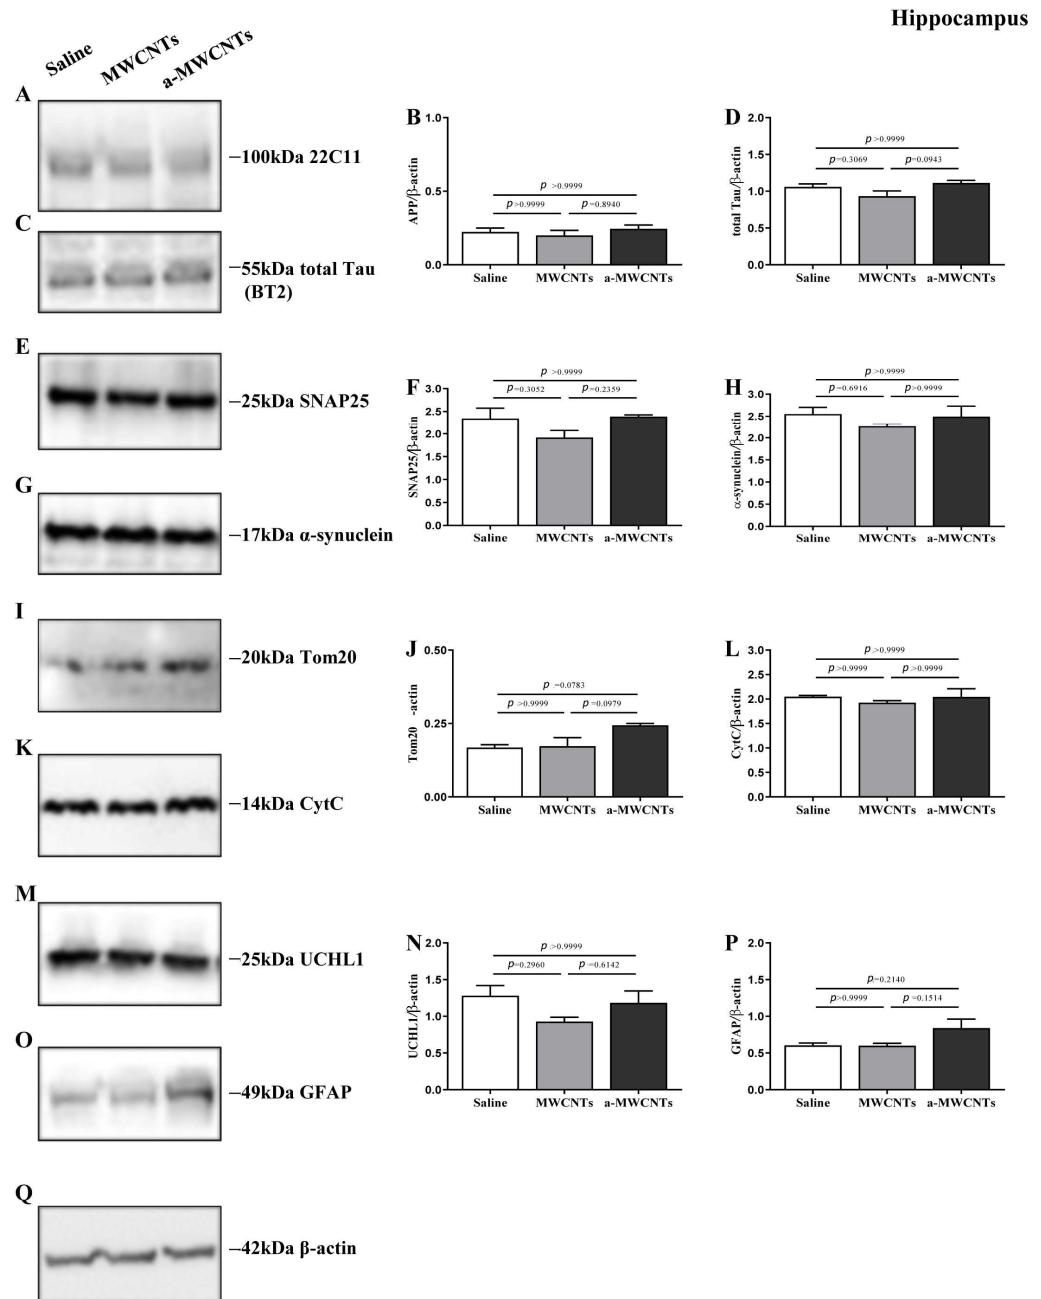 Hippocampus
Saline
MWCNTs
a-MWCNTs
A
–100kDa 22C11
B
1.0
0.5
0.0
APP/β-actin
p >0.9999
p>0.9999
p=0.8940
Saline MWCNTs a-MWCNTs
D
2.0
1.5
1.0
0.5
0.0
total Tau/β-actin
p >0.9999
p=0.3069
p=0.0943
Saline MWCNTs a-MWCNTs
C
–55kDa total Tau
(BT2)
E
–25kDa SNAP25
F
3.0
2.5
2.0
1.5
1.0
0.5
0.0
SNAP25/β-actin
p >0.9999
p=0.3052
p=0.2359
Saline MWCNTs a-MWCNTs
H
3.0
2.5
2.0
1.5
1.0
0.5
0.0
α-synuclein/β-actin
p >0.9999
p=0.6916
p>0.9999
Saline MWCNTs a-MWCNTs
G
–17kDa α-synuclein
I
–20kDa Tom20
J
0.50
0.25
0.00
Tom20 -actin
p =0.0783
p >0.9999
p =0.0979
Saline MWCNTs a-MWCNTs
L
3.0
2.5
2.0
1.5
1.0
0.5
0.0
CytC/β-actin
p >0.9999
p >0.9999
p >0.9999
Saline MWCNTs a-MWCNTs
K
–14kDa CytC
M
–25kDa UCHL1
N
2.0
1.5
1.0
0.5
0.0
UCHL1/β-actin
p >0.9999
p=0.2960
p =0.6142
Saline MWCNTs a-MWCNTs
P
2.0
1.5
1.0
0.5
0.0
GFAP/β-actin
p=0.2140
p>0.9999
p =0.1514
Saline MWCNTs a-MWCNTs
O
–49kDa GFAP
Q
–42kDa β-actin